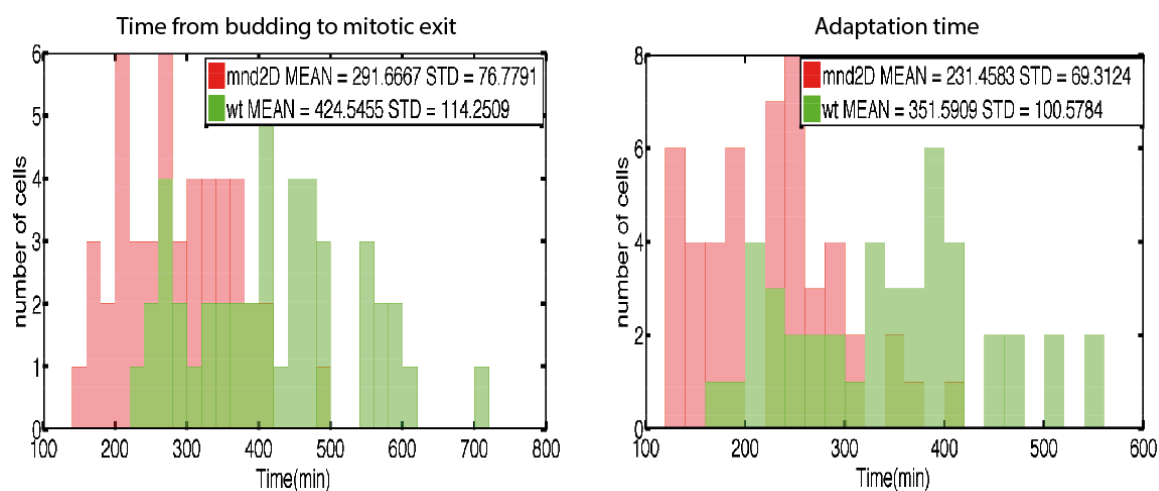 Time from budding to mitotic exit
mnd2D MEAN = 291.6667 STD = 76.7791
wt MEAN = 424.5455 STD = 114.2509
number of cells
6
5
4
3
2
1
0
100 200 300 400 500 600 700 800
Time(min)
Adaptation time
mnd2D MEAN = 231.4583 STD = 69.3124
wt MEAN = 351.5909 STD = 100.5784
number of cells
8
6
4
2
0
100 200 300 400 500 600
Time(min)